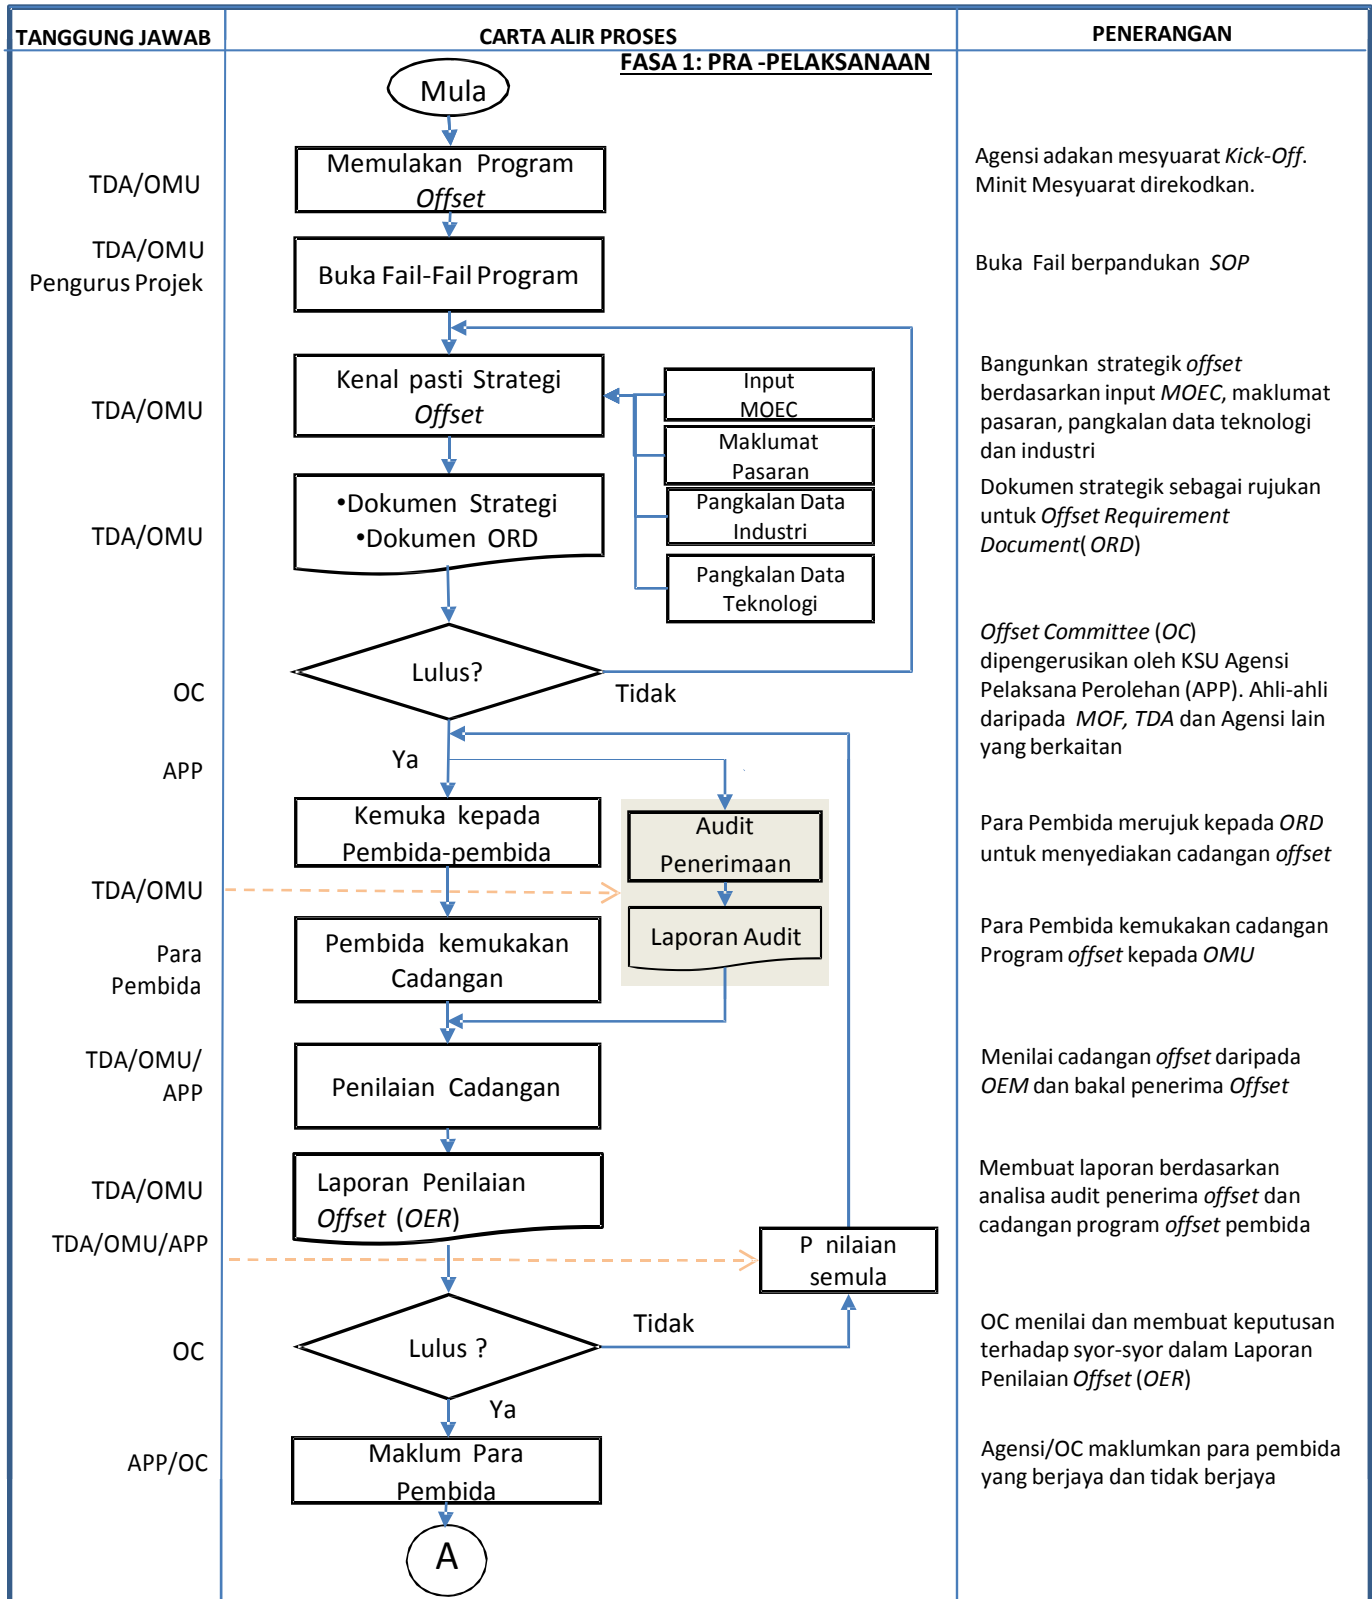 TANGGUNG JAWAB
CARTA ALIR PROSES
PENERANGAN
FASA 1: PRA -PELAKSANAAN
Mula
TDA/OMU
Memulakan Program
Offset
Agensi adakan mesyuarat Kick-Off.
Minit Mesyuarat direkodkan.
TDA/OMU
Pengurus Projek
Buka Fail-Fail Program
Buka Fail berpandukan SOP
TDA/OMU
Kenal pasti Strategi
Offset
Input
MOEC
Maklumat
Pasaran
Pangkalan Data
Industri
Pangkalan Data
Teknologi
Bangunkan strategik offset
berdasarkan input MOEC, maklumat
pasaran, pangkalan data teknologi
dan industri
TDA/OMU
•Dokumen Strategi
•Dokumen ORD
Dokumen strategik sebagai rujukan
untuk Offset Requirement
Document( ORD)
OC
Lulus?
Tidak
Ya
Offset Committee (OC)
dipengerusikan oleh KSU Agensi
Pelaksana Perolehan (APP). Ahli-ahli
daripada MOF, TDA dan Agensi lain
yang berkaitan
APP
Kemuka kepada
Pembida-pembida
Audit
Penerimaan
Para Pembida merujuk kepada ORD
untuk menyediakan cadangan offset
TDA/OMU
Laporan Audit
Para
Pembida
Pembida kemukakan
Cadangan
Para Pembida kemukakan cadangan
Program offset kepada OMU
TDA/OMU/
APP
Penilaian Cadangan
Menilai cadangan offset daripada
OEM dan bakal penerima Offset
TDA/OMU
Laporan Penilaian
Offset (OER)
Membuat laporan berdasarkan
analisa audit penerima offset dan
cadangan program offset pembida
TDA/OMU/APP
P nilaian
semula
OC
Lulus ?
Tidak
Ya
OC menilai dan membuat keputusan
terhadap syor-syor dalam Laporan
Penilaian Offset (OER)
APP/OC
Maklum Para
Pembida
Agensi/OC maklumkan para pembida
yang berjaya dan tidak berjaya
A